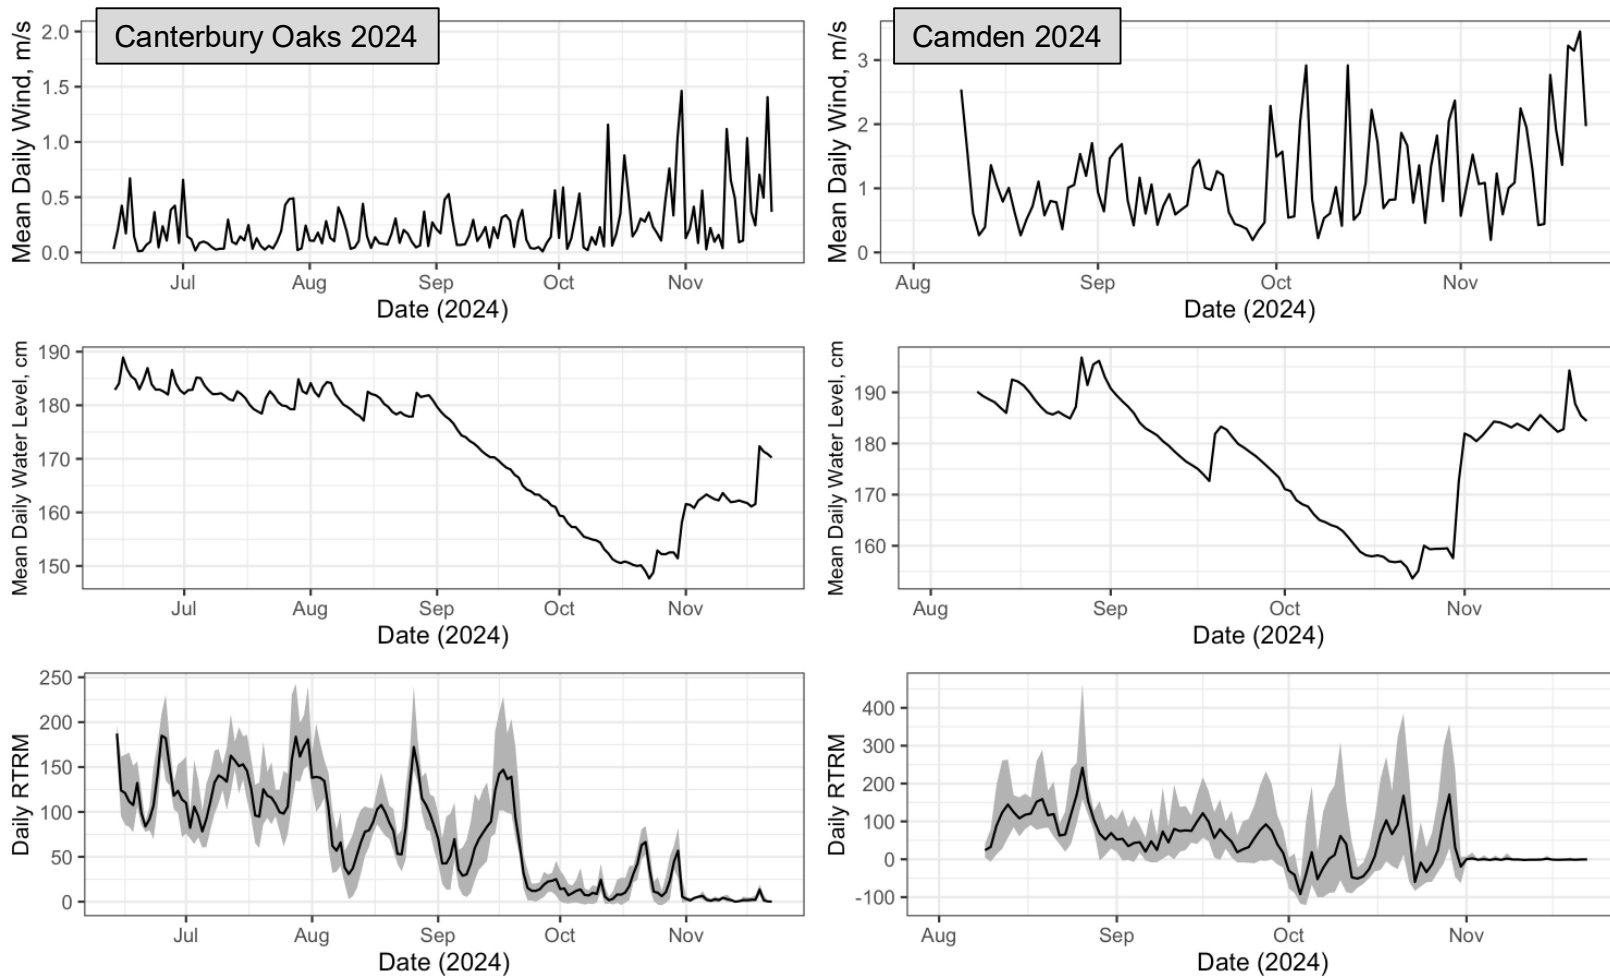 Canterbury Oaks 2024
Mean Daily Wind, m/s
2.0
1.5
1.0
0.5
0.0
Jul
Aug
Sep
Oct
Nov
Date (2024)
Camden 2024
Mean Daily Wind, m/s
3
2
1
0
Aug
Sep
Oct
Nov
Date (2024)
Mean Daily Water Level, cm
190
180
170
160
150
Jul
Aug
Sep
Oct
Nov
Date (2024)
Mean Daily Water Level, cm
190
180
170
160
Aug
Sep
Oct
Nov
Date (2024)
Daily RTRM
250
200
150
100
50
0
Jul
Aug
Sep
Oct
Nov
Date (2024)
Daily RTRM
400
300
200
100
0
-100
Aug
Sep
Oct
Nov
Date (2024)